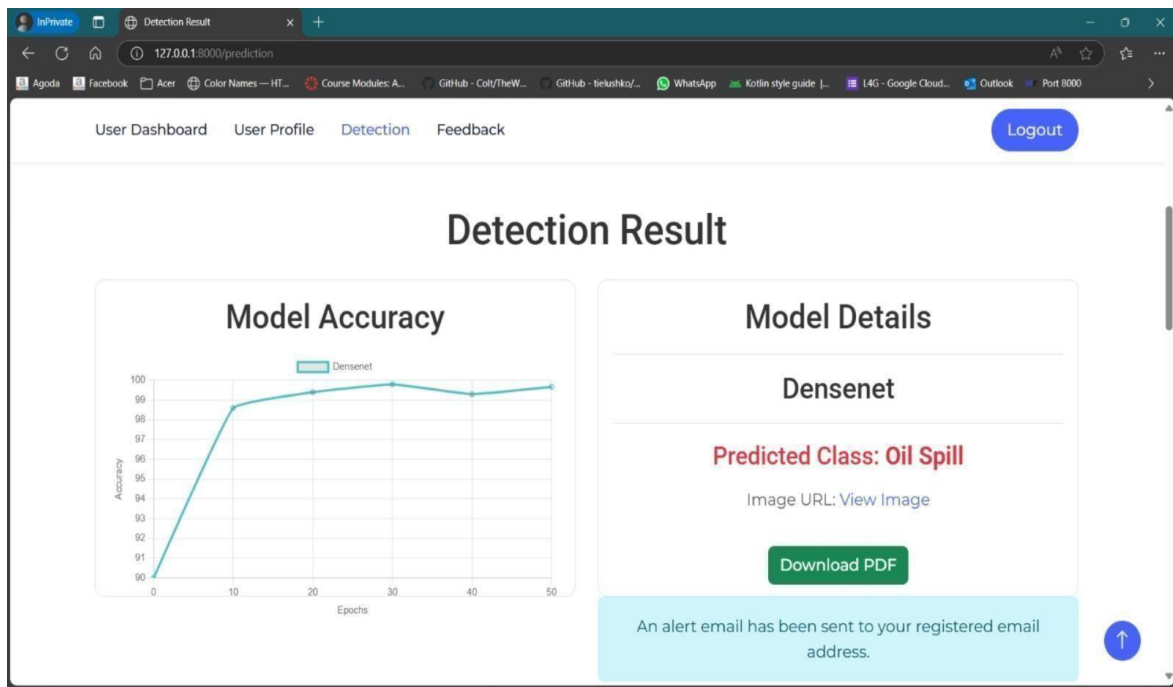 InPrivate
Detection Result
127.0.0.1:8000/prediction
Agoda Facebook Acer Color Names — HT... Course Modules: A... GitHub - Colt/TheW... GitHub - tielushko/... WhatsApp Kotlin style guide |... L4G - Google Cloud... Outlook Port 8000
User Dashboard User Profile Detection Feedback Logout
Detection Result
Model Accuracy
Densenet
100
99
98
97
96
95
94
93
92
91
90
Accuracy
0 10 20 30 40 50
Epochs
Model Details
Densenet
Predicted Class: Oil Spill
Image URL: View Image
Download PDF
An alert email has been sent to your registered email
address.